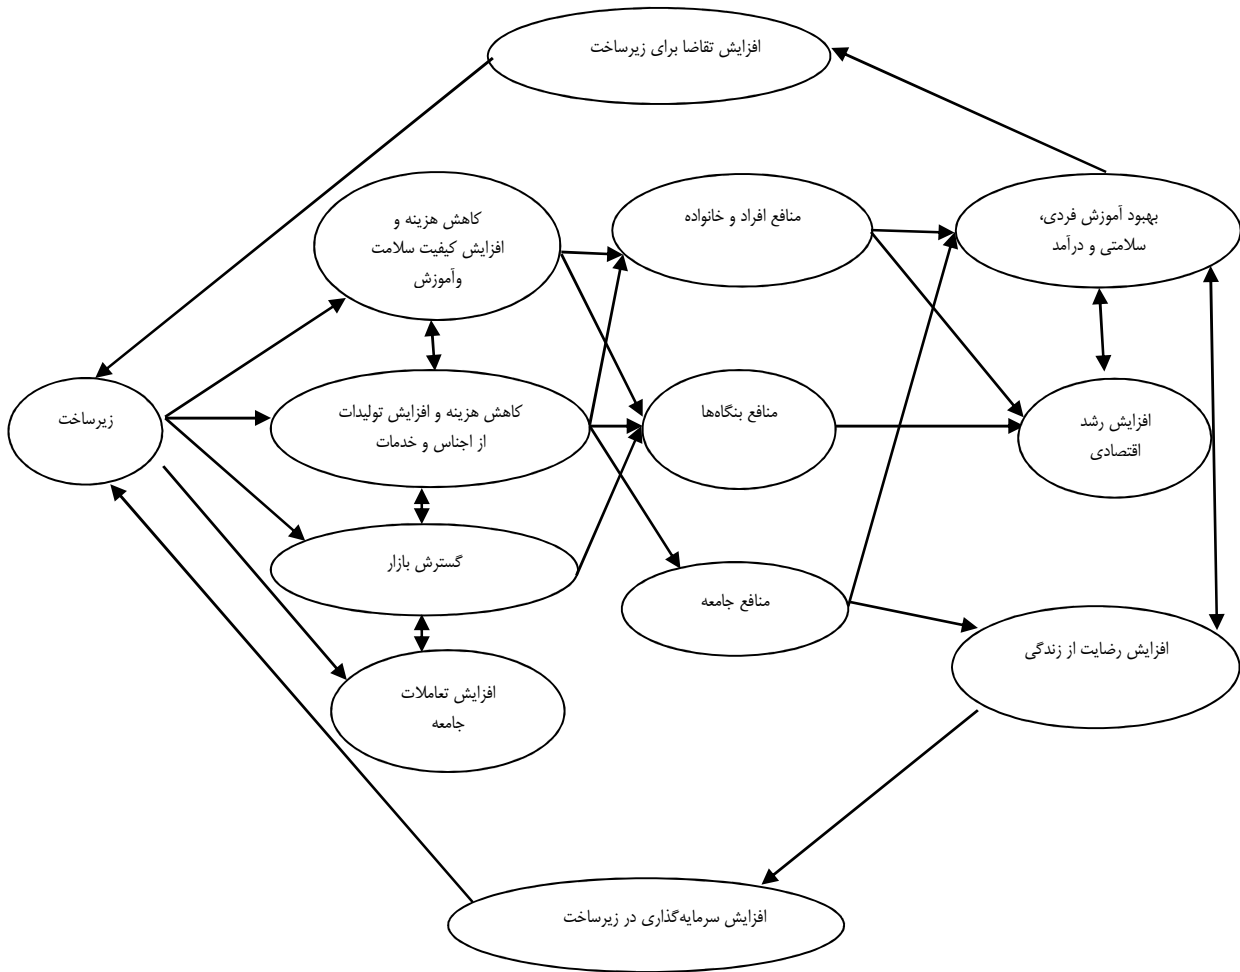 افزایش تقاضا برای زیرساخت
کاهش هزینه و
افزایش کیفیت سلامت
وآموزش
منافع افراد و خانواده
بهبود آموزش فردی،
سلامتی و درآمد
زیرساخت
کاهش هزینه و افزایش تولیدات
از اجناس و خدمات
منافع بنگاه‌ها
افزایش رشد
اقتصادی
گسترش بازار
منافع جامعه
افزایش رضایت از زندگی
افزایش تعاملات
جامعه
افزایش سرمایه‌گذاری در زیرساخت